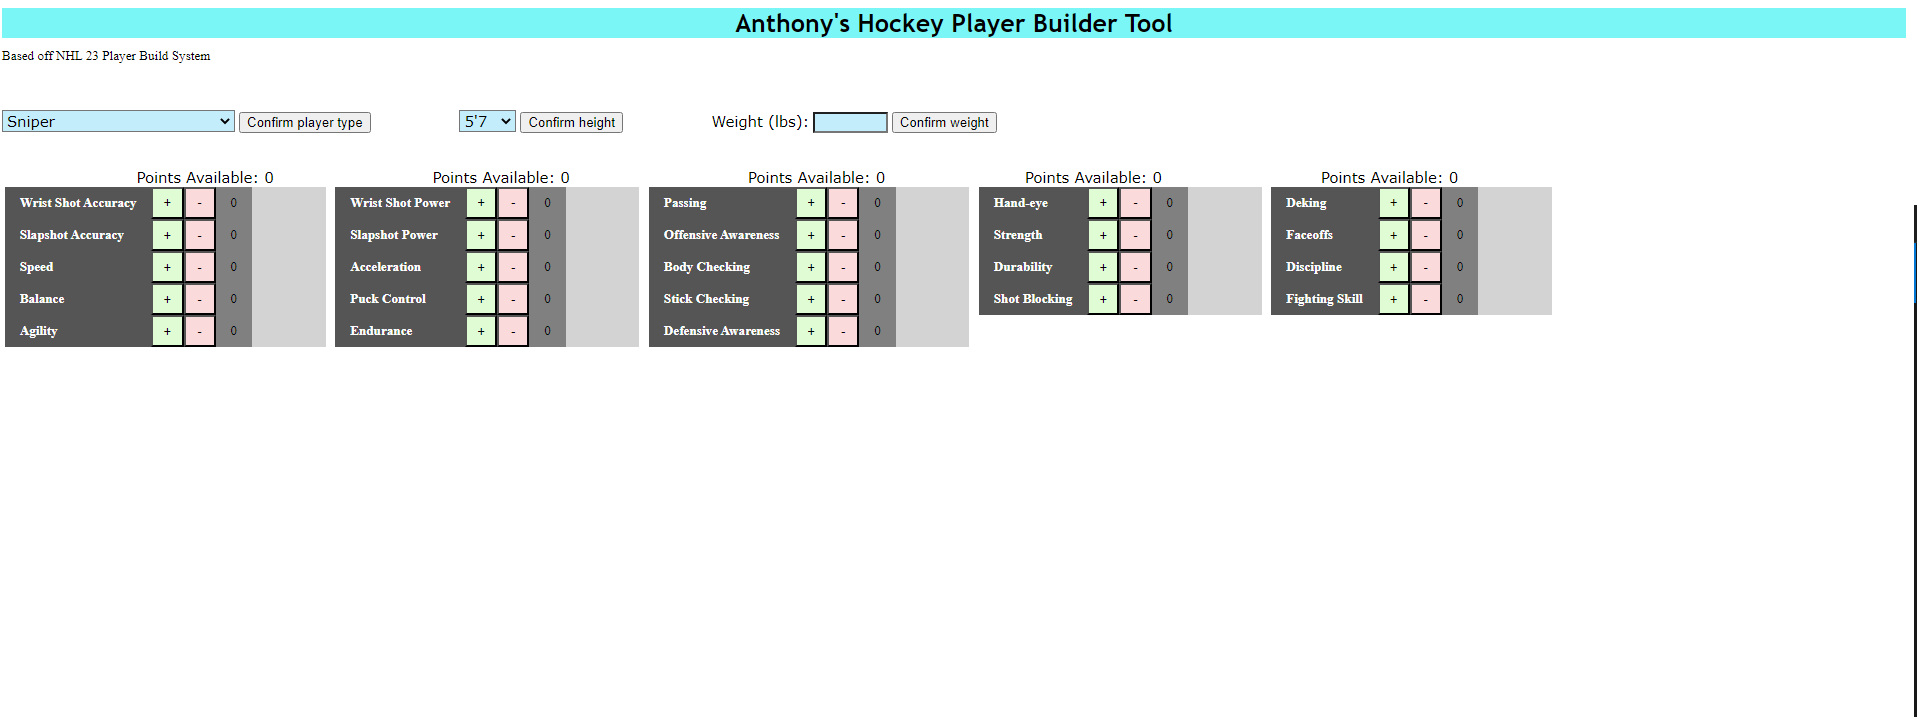 Anthony's Hockey Player Builder Tool
Based off NHL 23 Player Build System
Sniper Confirm player type 5'7 Confirm height Weight (lbs): Confirm weight
Points Available: 0 Points Available: 0 Points Available: 0 Points Available: 0 Points Available: 0
Wrist Shot Accuracy + - 0 Wrist Shot Power + - 0 Passing + - 0 Hand-eye + - 0 Deking + - 0
Slapshot Accuracy + - 0 Slapshot Power + - 0 Offensive Awareness + - 0 Strength + - 0 Faceoffs + - 0
Speed + - 0 Acceleration + - 0 Body Checking + - 0 Durability + - 0 Discipline + - 0
Balance + - 0 Puck Control + - 0 Stick Checking + - 0 Shot Blocking + - 0 Fighting Skill + - 0
Agility + - 0 Endurance + - 0 Defensive Awareness + - 0